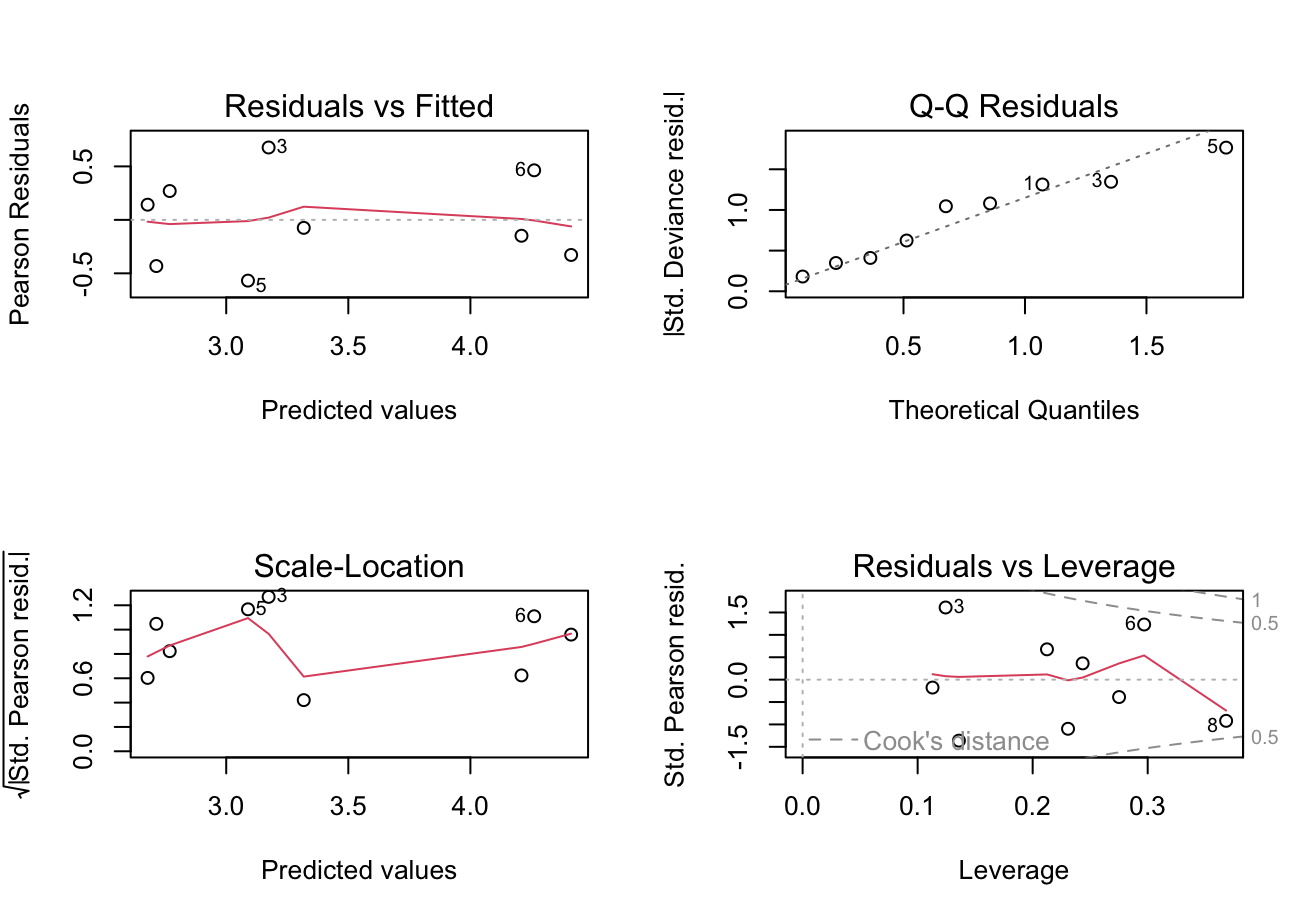 Residuals vs Fitted
Pearson Residuals
0.5
-0.5
3
6
5
3.0 3.5 4.0
Predicted values
Q-Q Residuals
|Std. Deviance resid.|
1.0
0.0
5
1
3
0.5 1.0 1.5
Theoretical Quantiles
Scale-Location
√|Std. Pearson resid.|
1.2
0.6
0.0
3
5
6
3.0 3.5 4.0
Predicted values
Residuals vs Leverage
Std. Pearson resid.
1.5
0.0
-1.5
3
6
8
1
0.5
0.5
Cook's distance
0.0 0.1 0.2 0.3
Leverage